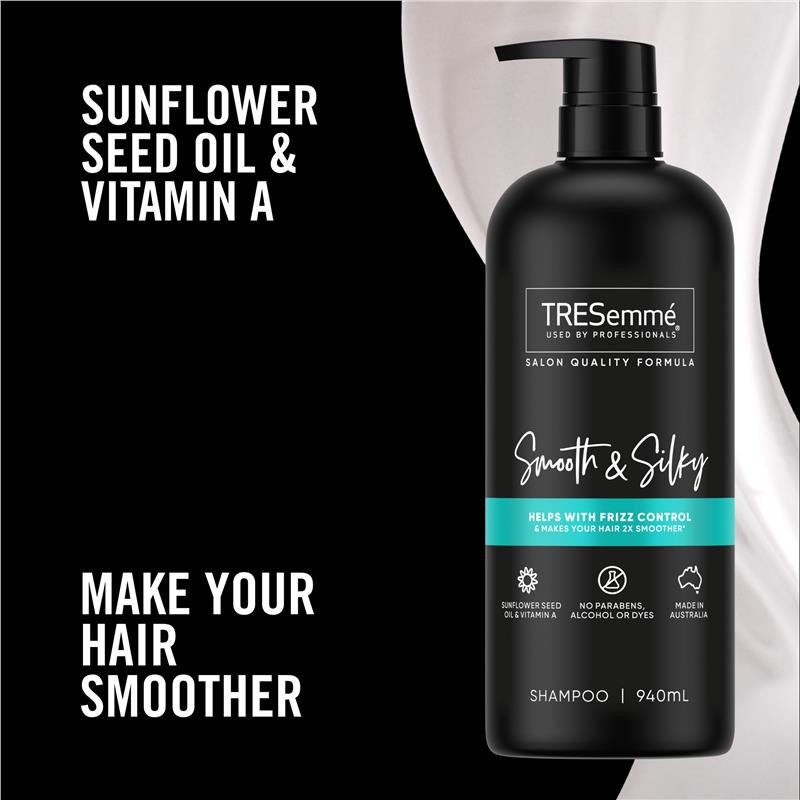 SUNFLOWER
SEED OIL &
VITAMIN A
MAKE YOUR
HAIR
SMOOTHER
TRESemmé®
USED BY PROFESSIONALS
SALON QUALITY FORMULA
Smooth & Silky
HELPS WITH FRIZZ CONTROL
& MAKES YOUR HAIR 2X SMOOTHER*
SUNFLOWER SEED
OIL & VITAMIN A
NO PARABENS,
ALCOHOL OR DYES
MADE IN
AUSTRALIA
SHAMPOO | 940mL